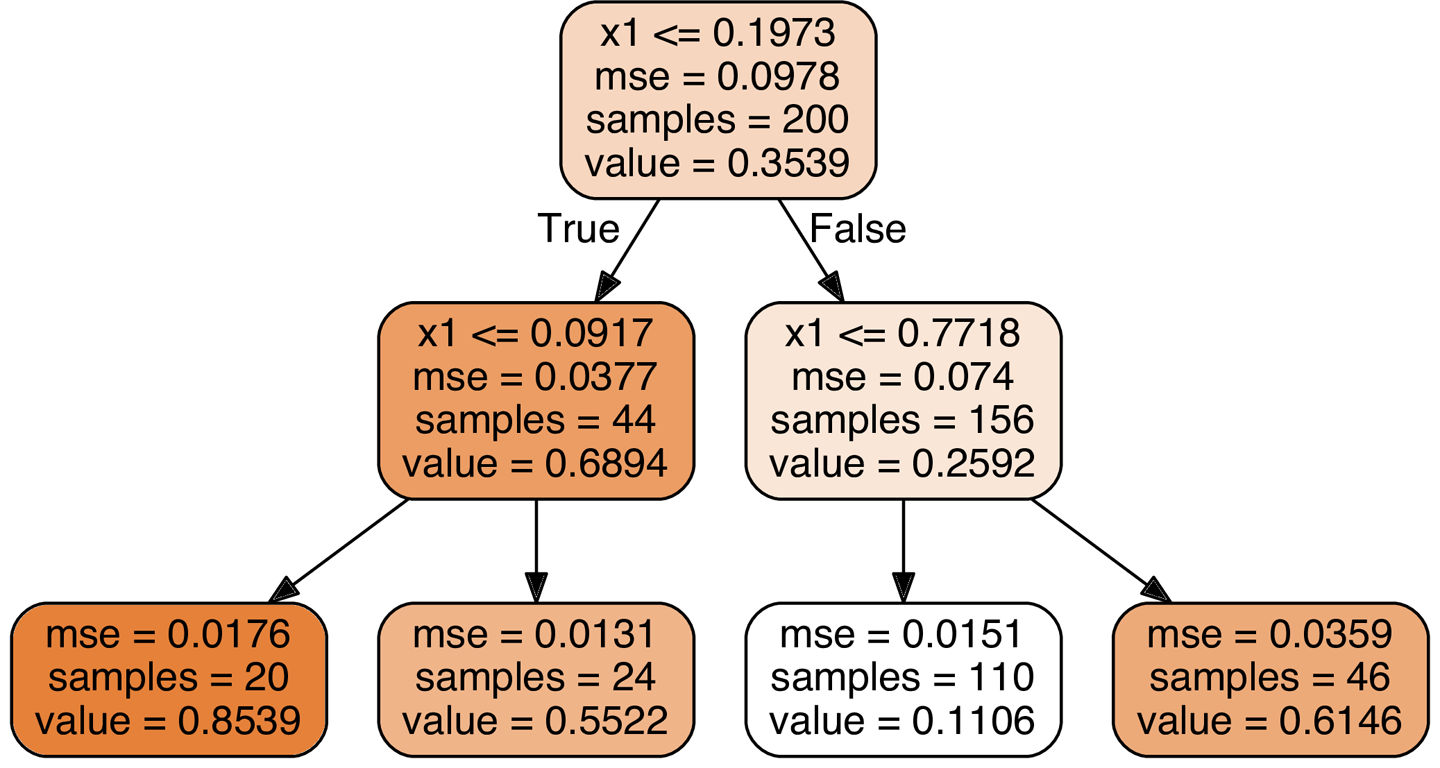 x1 <= 0.1973
mse = 0.0978
samples = 200
value = 0.3539
True
False
x1 <= 0.0917
mse = 0.0377
samples = 44
value = 0.6894
x1 <= 0.7718
mse = 0.074
samples = 156
value = 0.2592
mse = 0.0176
samples = 20
value = 0.8539
mse = 0.0131
samples = 24
value = 0.5522
mse = 0.0151
samples = 110
value = 0.1106
mse = 0.0359
samples = 46
value = 0.6146